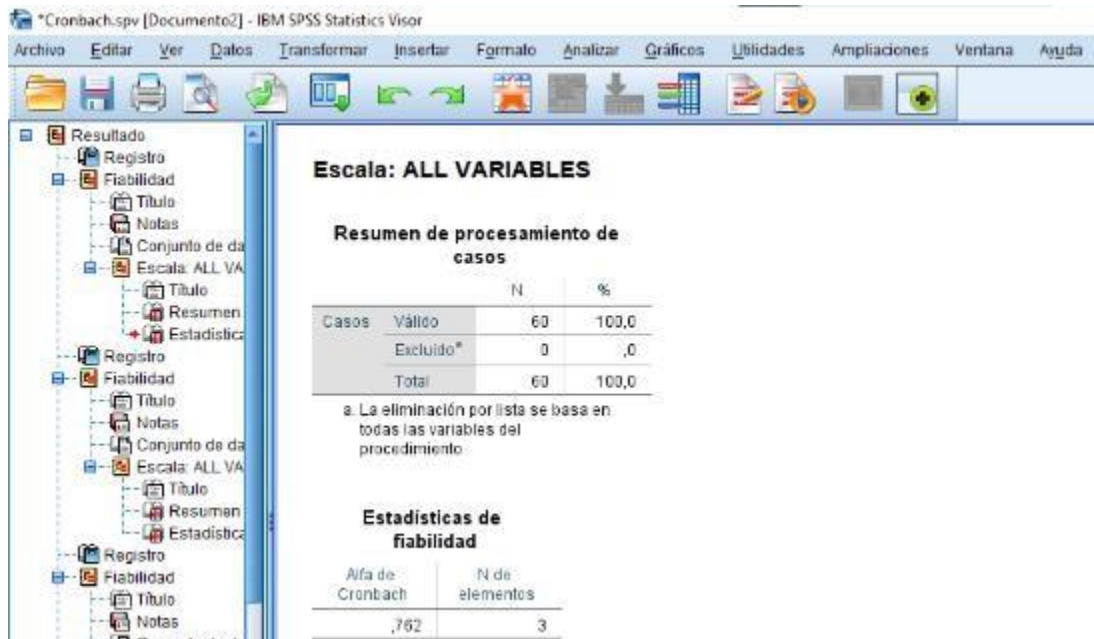 *Cronbach.spv [Documento2] - IBM SPSS Statistics Visor
Archivo Editar Ver Datos Transformar Insertar Formato Analizar Gráficos Utilidades Ampliaciones Ventana Ayuda
Resultado
Registro
Fiabilidad
Título
Notas
Conjunto de da
Escala: ALL VA
Título
Resumen
Estadística
Registro
Fiabilidad
Título
Notas
Conjunto de da
Escala: ALL VA
Título
Resumen
Estadística
Registro
Fiabilidad
Título
Notas
Escala: ALL VARIABLES
Resumen de procesamiento de
casos
N %
Casos Válido 60 100,0
Excluido a 0 ,0
Total 60 100,0
a. La eliminación por lista se basa en
todas las variables del
procedimiento
Estadísticas de
fiabilidad
Alfa de N de
Cronbach elementos
,762 3